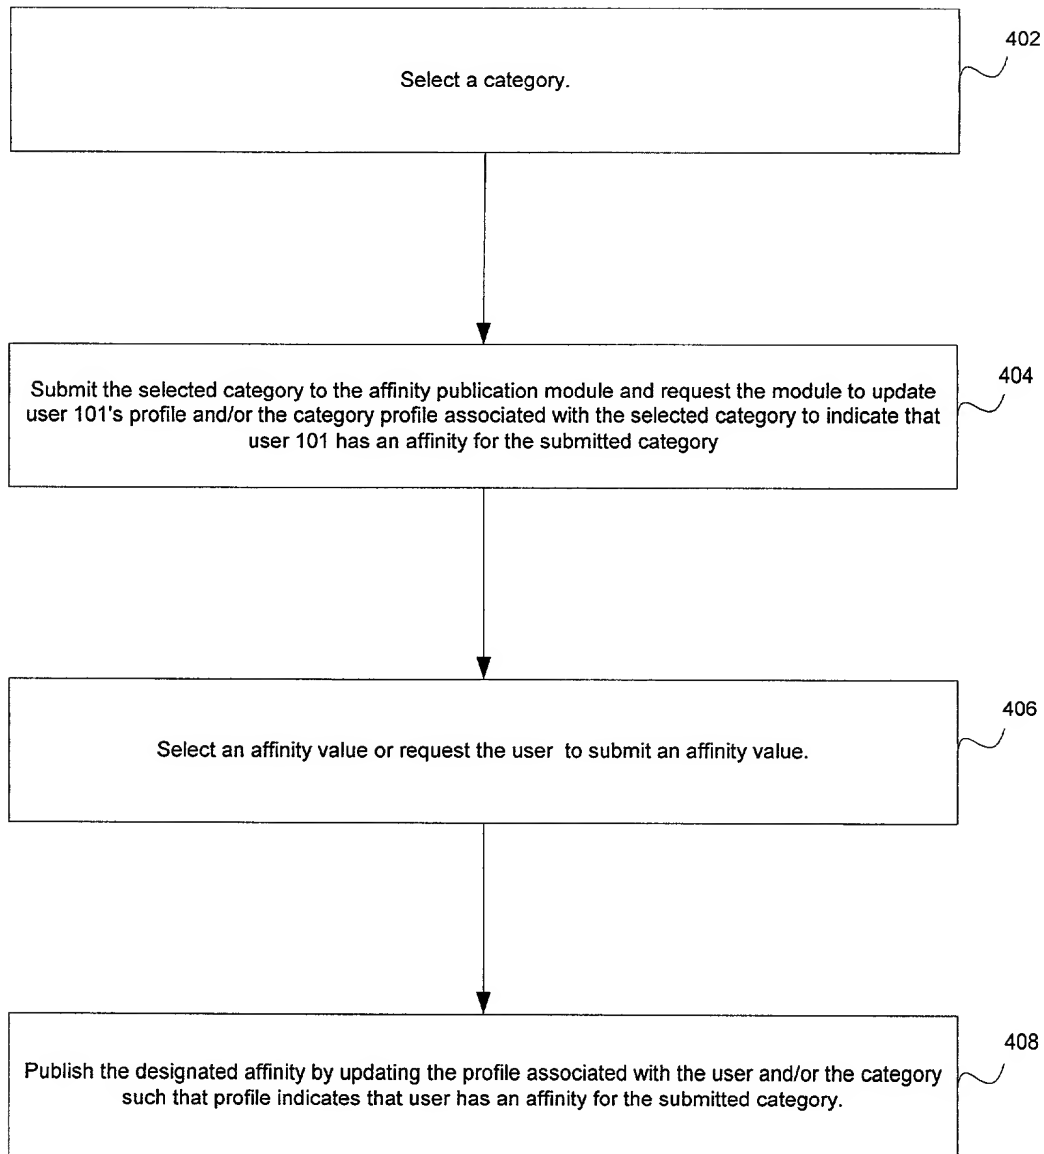 Select a category.
402
Submit the selected category to the affinity publication module and request the module to update
user 101's profile and/or the category profile associated with the selected category to indicate that
user 101 has an affinity for the submitted category
404
Select an affinity value or request the user to submit an affinity value.
406
Publish the designated affinity by updating the profile associated with the user and/or the category
such that profile indicates that user has an affinity for the submitted category.
408